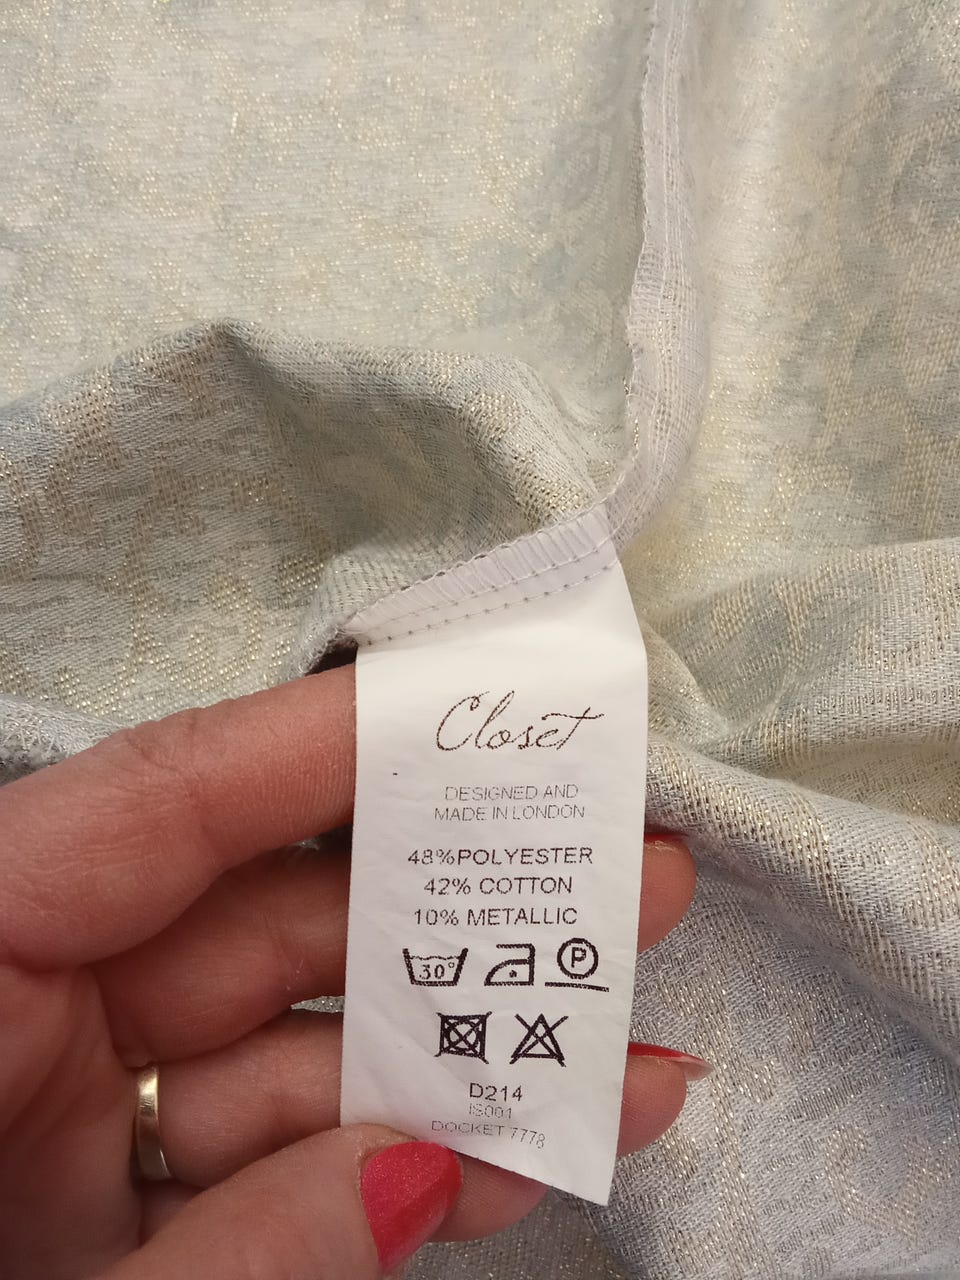 Closet
DESIGNED AND
MADE IN LONDON
48%POLYESTER
42% COTTON
10% METALLIC
30°
P
D214
IS001
DOCKET 7778